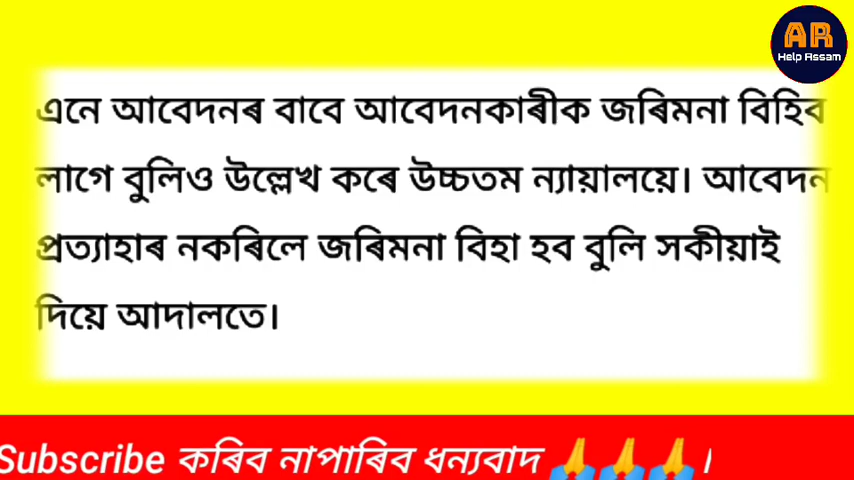 AR
Help Assam
এনে আবেদনৰ বাবে আবেদনকাৰীক জৰিমনা বিহিব
লাগে বুলিও উল্লেখ কৰে উচ্চতম ন্যায়ালয়ে। আবেদন
প্ৰত্যাহাৰ নকৰিলে জৰিমনা বিহা হব বুলি সকীয়াই
দিয়ে আদালতে।
Subscribe কৰিব নাপাৰিব ধন্যবাদ 🙏🙏🙏।